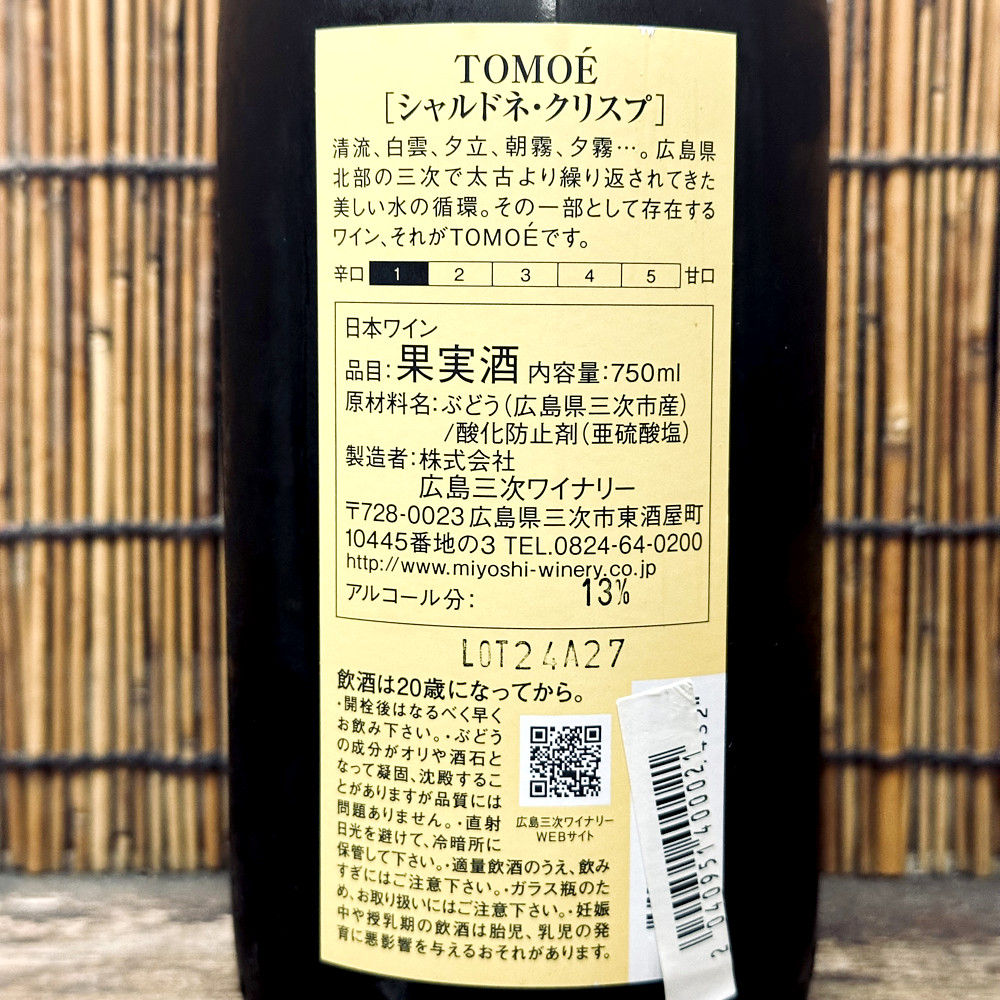 TOMOÉ
[シャルドネ・クリスプ]
清流、白雲、夕立、朝霧、夕霧…。広島県
北部の三次で太古より繰り返されてきた
美しい水の循環。その一部として存在する
ワイン、それがTOMOÉです。
辛口 1 2 3 4 5 甘口
日本ワイン
品目:果実酒 内容量:750ml
原材料名:ぶどう(広島県三次市産)
/酸化防止剤(亜硫酸塩)
製造者:株式会社
広島三次ワイナリー
〒728-0023 広島県三次市東酒屋町
10445番地の3 TEL.0824-64-0200
http://www.miyoshi-winery.co.jp
アルコール分: 13%
LOT24A27
飲酒は20歳になってから。
・開栓後はなるべく早く
お飲み下さい。・ぶどう
の成分がオリや酒石と
なって凝固、沈殿するこ
とがありますが品質には
問題ありません。・直射
日光を避けて、冷暗所に
保管して下さい。・適量飲酒のうえ、飲み
すぎにはご注意下さい。・ガラス瓶のた
め、お取り扱いにはご注意下さい。・妊娠
中や授乳期の飲酒は胎児、乳児の発
育に悪影響を与えるおそれがあります。
広島三次ワイナリー
WEBサイト
2 040951 400021 432"